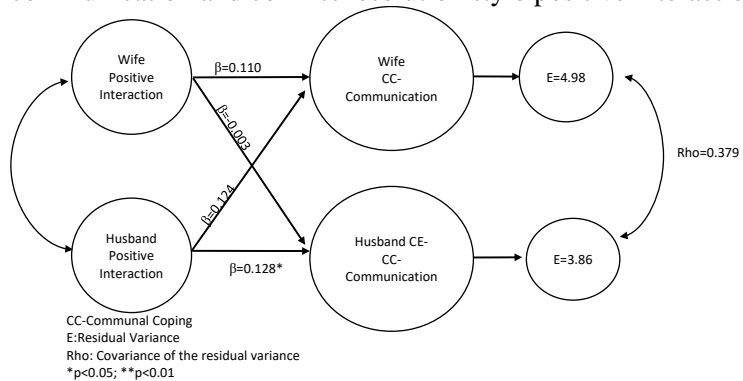 Wife
Positive
Interaction
β=0.110
Wife
CC-
Communication
E=4.98
β=-0.003
Rho=0.379
β=0.124
Husband
Positive
Interaction
β=0.128*
Husband CE-
CC-
Communication
E=3.86
CC-Communal Coping
E:Residual Variance
Rho: Covariance of the residual variance
*p<0.05; **p<0.01